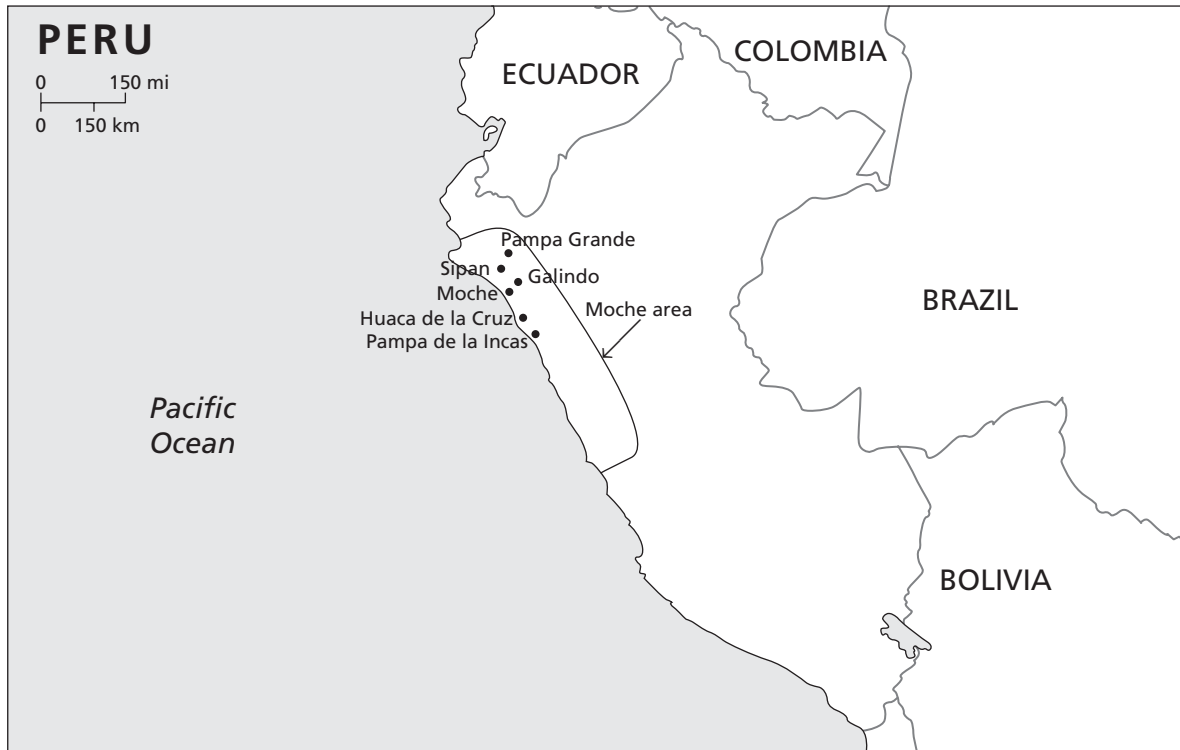 PERU
0 150 mi
0 150 km
ECUADOR
COLOMBIA
Pampa Grande
Sipan
Galindo
Moche
Huaca de la Cruz
Pampa de la Incas
Moche area
BRAZIL
Pacific
Ocean
BOLIVIA